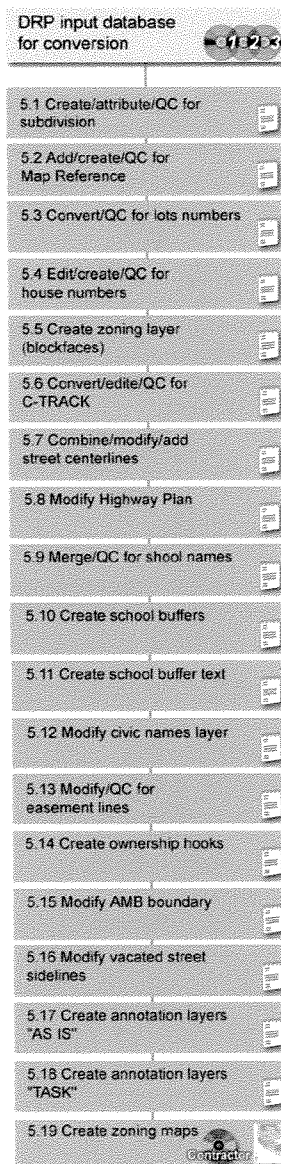 DRP input database
for conversion
1 2 3
5.1 Create/attribute/QC for
subdivision
5.2 Add/create/QC for
Map Reference
5.3 Convert/QC for lots numbers
5.4 Edit/create/QC for
house numbers
5.5 Create zoning layer
(blockfaces)
5.6 Convert/edite/QC for
C-TRACK
5.7 Combine/modify/add
street centerlines
5.8 Modify Highway Plan
5.9 Merge/QC for shool names
5.10 Create school buffers
5.11 Create school buffer text
5.12 Modify civic names layer
5.13 Modify/QC for
easement lines
5.14 Create ownership hooks
5.15 Modify AMB boundary
5.16 Modify vacated street
sidelines
5.17 Create annotation layers
"AS IS"
5.18 Create annotation layers
"TASK"
5.19 Create zoning maps
Contractor